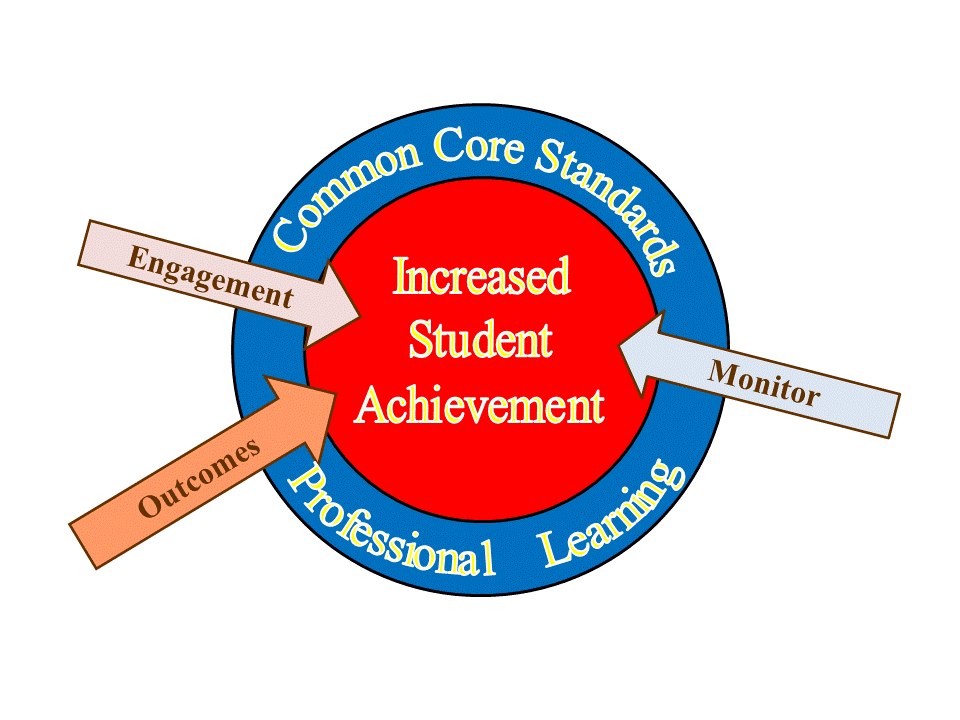 Common Core Standards
Engagement
Increased
Student
Achievement
Monitor
Outcomes
Professional Learning